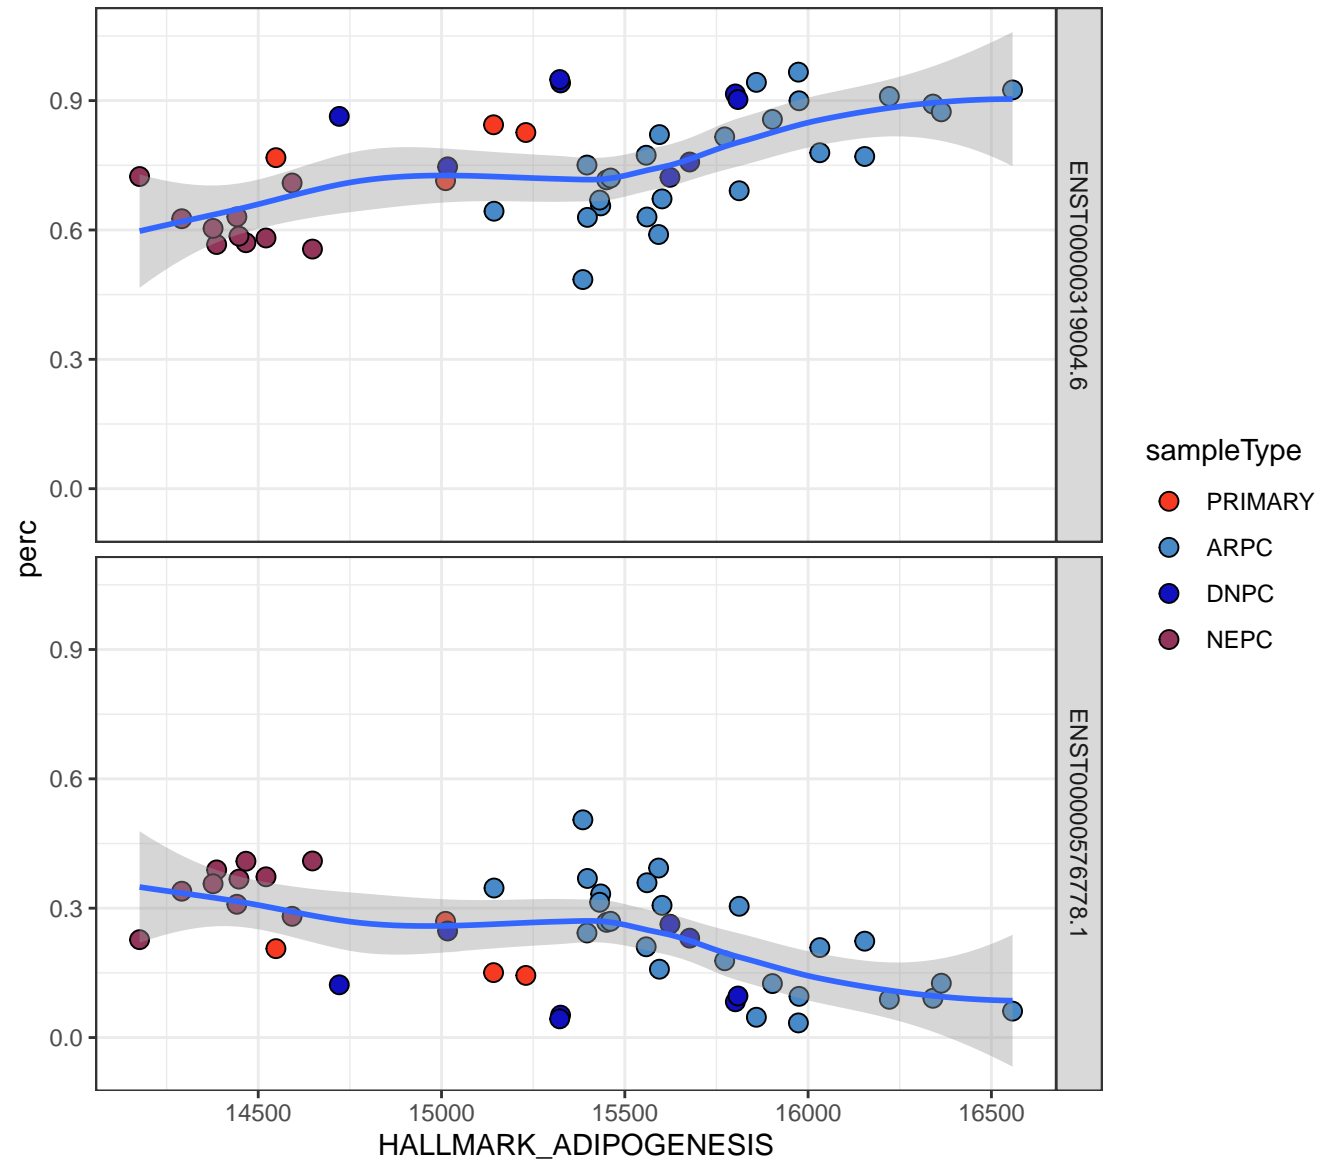 0.9
0.6
0.3
0.0
ENST00000319004.6
perc
0.9
0.6
0.3
0.0
ENST00000576778.1
14500 15000 15500 16000 16500
HALLMARK_ADIPOGENESIS
sampleType
PRIMARY
ARPC
DNPC
NEPC